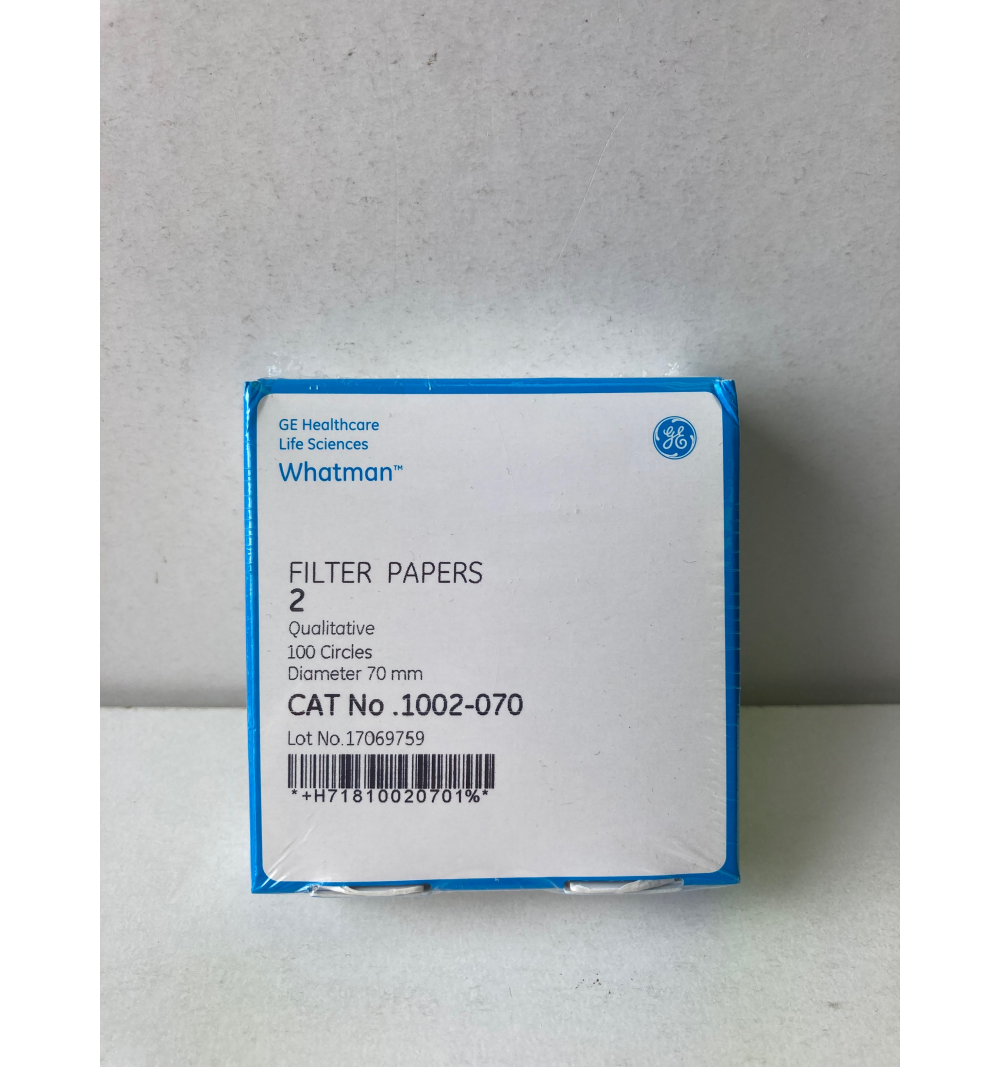 GE Healthcare
Life Sciences
Whatman™
GE
FILTER PAPERS
2
Qualitative
100 Circles
Diameter 70 mm
CAT No .1002-070
Lot No.17069759
*+H71810020701%*